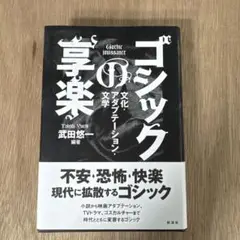 Gothic Jouissance
ゴシックの享楽
文化・アダプテーション・文学
武田悠一
編著
不安・恐怖・快楽
現代に拡散するゴシック
小説から映画アダプテーション、
TVドラマ、ゴスカルチャーまで
時代とともに変容するゴシック